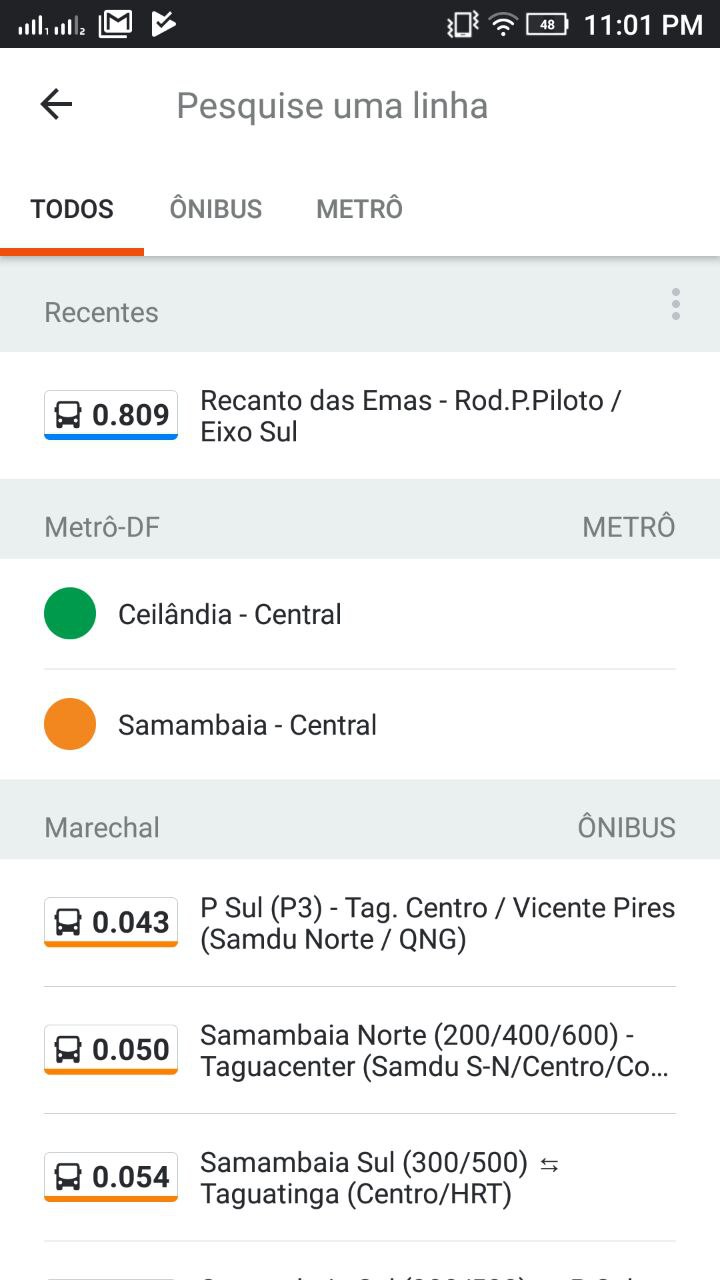 48 11:01 PM
Pesquise uma linha
TODOS ÔNIBUS METRÔ
Recentes
0.809 Recanto das Emas - Rod.P.Piloto /
Eixo Sul
Metrô-DF METRÔ
Ceilândia - Central
Samambaia - Central
Marechal ÔNIBUS
0.043 P Sul (P3) - Tag. Centro / Vicente Pires
(Samdu Norte / QNG)
0.050 Samambaia Norte (200/400/600) -
Taguacenter (Samdu S-N/Centro/Co...
0.054 Samambaia Sul (300/500) ⇆
Taguatinga (Centro/HRT)